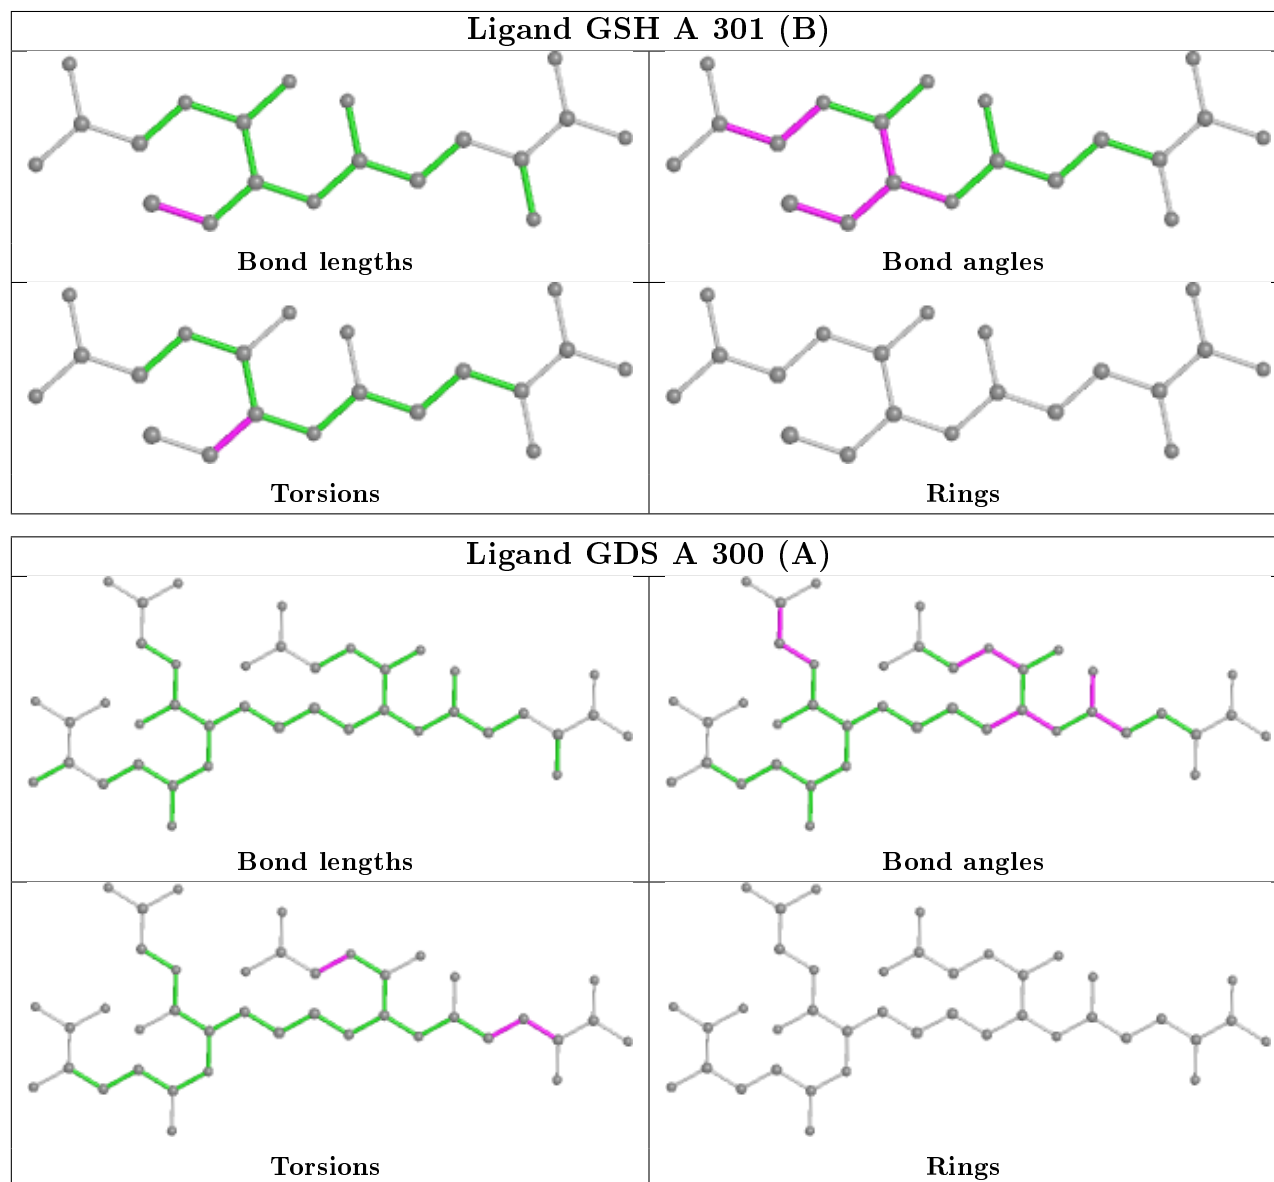 Ligand GSH A 301 (B)
Bond lengths
Bond angles
Torsions
Rings
Ligand GDS A 300 (A)
Bond lengths
Bond angles
Torsions
Rings